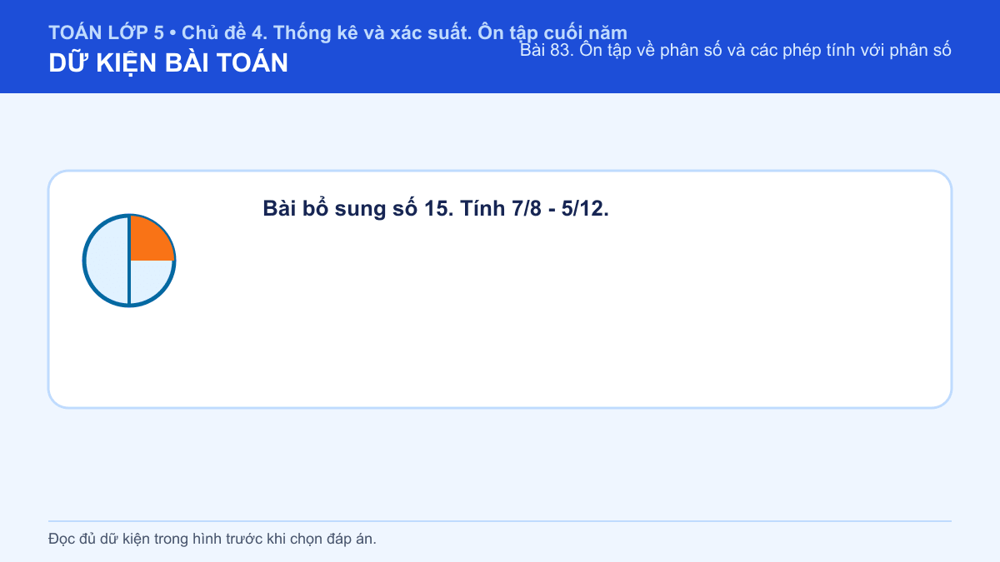 TOÁN LỚP 5 • Chủ đề 4. Thống kê và xác suất. Ôn tập cuối năm
Bài 83. Ôn tập về phân số và các phép tính với phân số
DỮ KIỆN BÀI TOÁN
Bài bổ sung số 15. Tính 7/8 - 5/12.
Đọc đủ dữ kiện trong hình trước khi chọn đáp án.